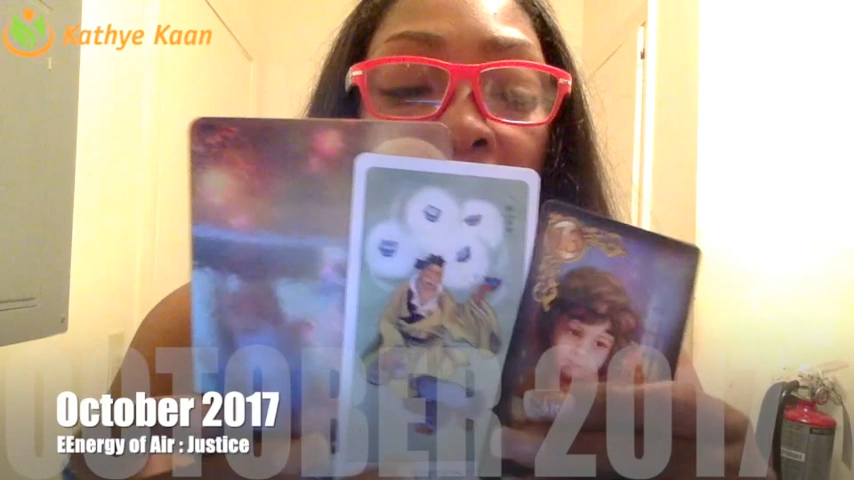 Kathye Kaan
OCTOBER 2017
October 2017
EEnergy of Air : Justice